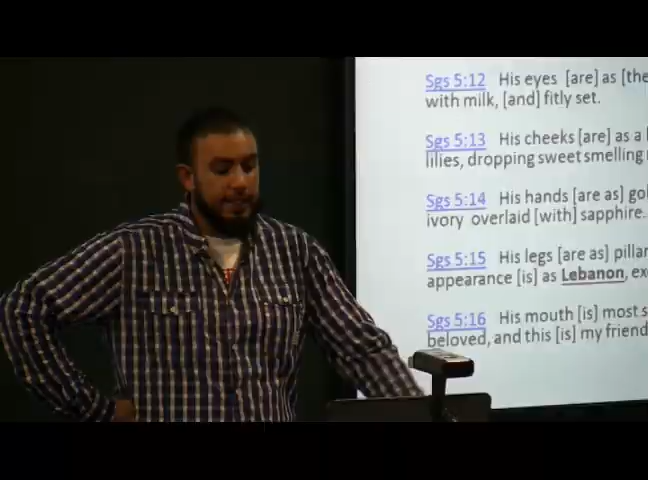 Sgs 5:12 His eyes [are] as [the
with milk, [and] fitly set.
Sgs 5:13 His cheeks [are] as a
lilies, dropping sweet smelling
Sgs 5:14 His hands [are as] go
ivory overlaid [with] sapphire.
Sgs 5:15 His legs [are as] pillar
appearance [is] as Lebanon, ex
Sgs 5:16 His mouth [is] most s
beloved, and this [is] my friend